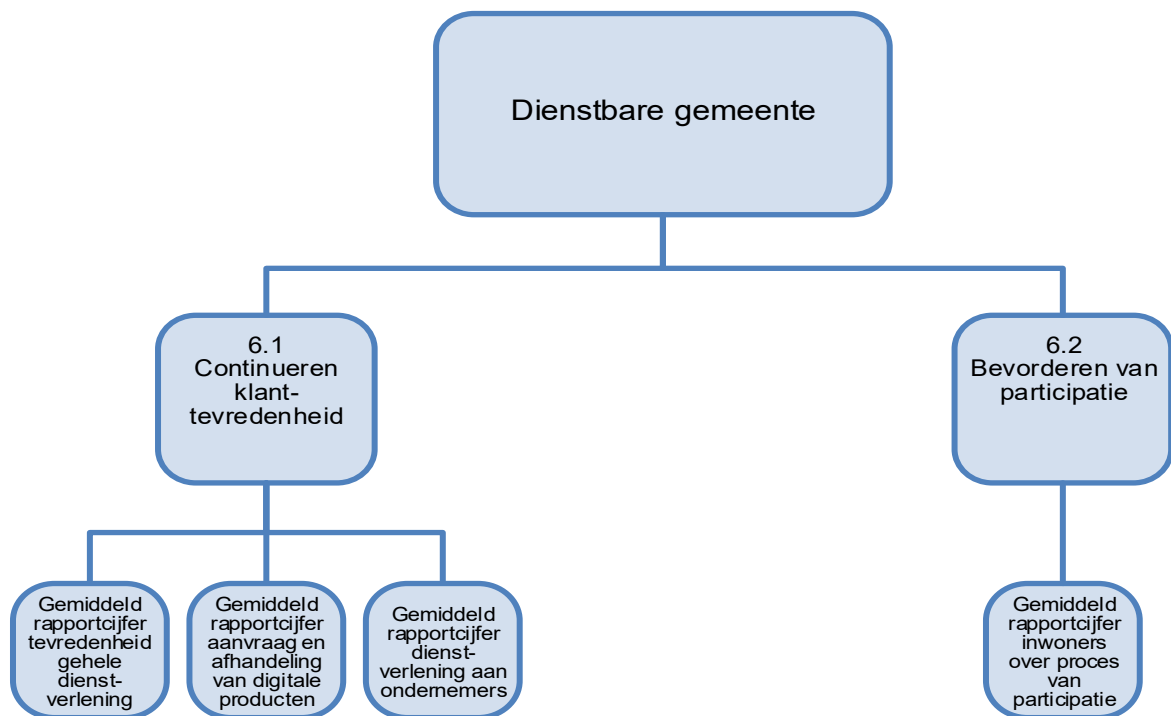 Dienstbare gemeente
6.1
Continueren
klant-
tevredenheid
6.2
Bevorderen van
participatie
Gemiddeld
rapportcijfer
tevredenheid
gehele
dienst-
verlening
Gemiddeld
rapportcijfer
aanvraag en
afhandeling
van digitale
producten
Gemiddeld
rapportcijfer
dienst-
verlening aan
ondernemers
Gemiddeld
rapportcijfer
inwoners
over proces
van
participatie